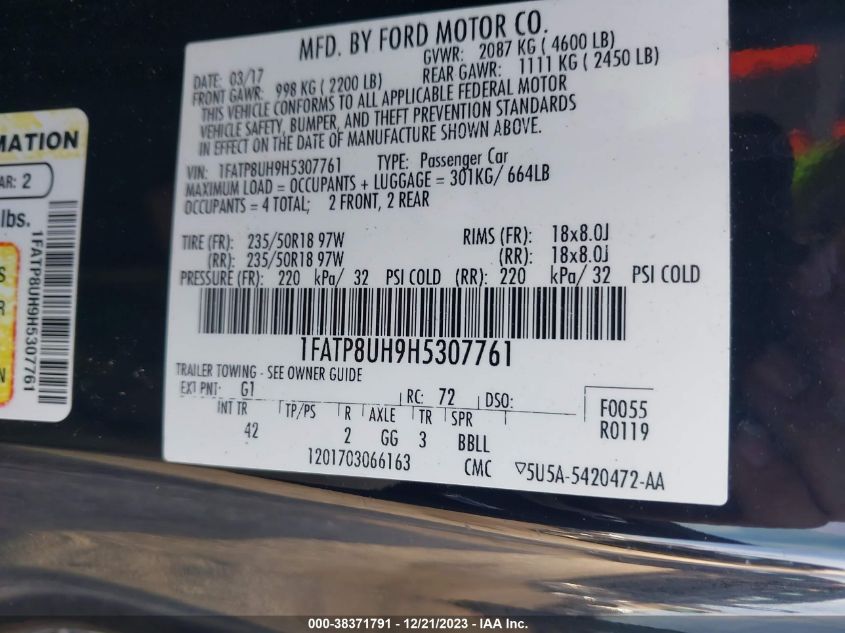 MFD. BY FORD MOTOR CO.
DATE: 03/17 GVWR: 2087 KG ( 4600 LB)
FRONT GAWR: 998 KG ( 2200 LB) REAR GAWR: 1111 KG ( 2450 LB)
THIS VEHICLE CONFORMS TO ALL APPLICABLE FEDERAL MOTOR
VEHICLE SAFETY, BUMPER, AND THEFT PREVENTION STANDARDS
IN EFFECT ON THE DATE OF MANUFACTURE SHOWN ABOVE.
VIN: 1FATP8UH9H5307761 TYPE: Passenger Car
MAXIMUM LOAD = OCCUPANTS + LUGGAGE = 301KG/ 664LB
OCCUPANTS = 4 TOTAL; 2 FRONT, 2 REAR
TIRE (FR): 235/50R18 97W RIMS (FR): 18x8.0J
(RR): 235/50R18 97W (RR): 18x8.0J
PRESSURE (FR): 220 kPa/ 32 PSI COLD (RR): 220 kPa/ 32 PSI COLD
1FATP8UH9H5307761
TRAILER TOWING - SEE OWNER GUIDE
EXT PNT: G1 RC: 72 DSO:
INT TR TP/PS R AXLE TR SPR F0055
42 2 GG 3 BBLL R0119
1201703066163 CMC ▽5U5A-5420472-AA
MATION
AR: 2
lbs.
1FATP8UH9H5307761
S
R
N
000-38371791 - 12/21/2023 - IAA Inc.